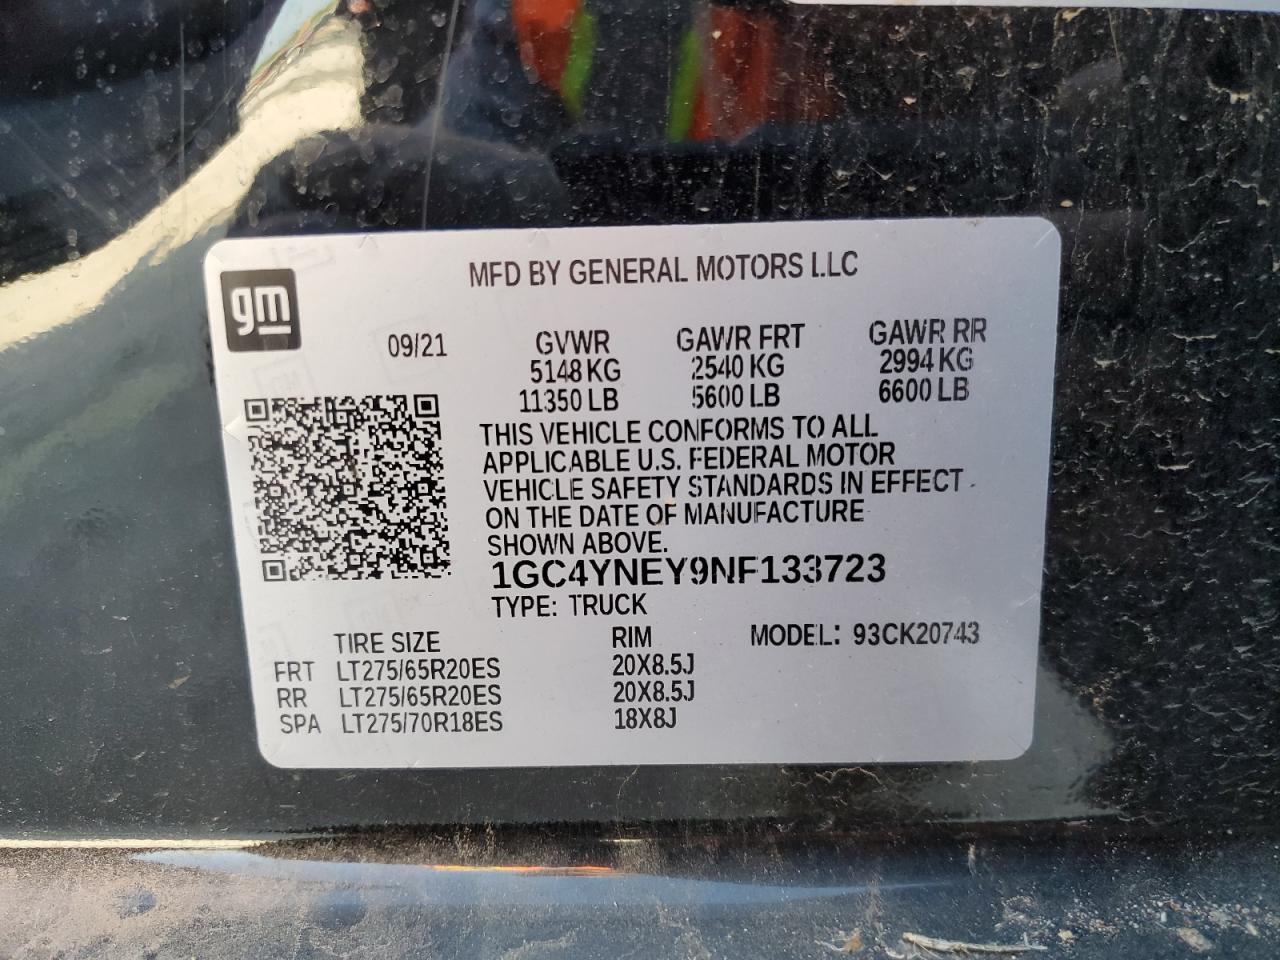 MFD BY GENERAL MOTORS LLC
gm
09/21 GVWR GAWR FRT GAWR RR
5148 KG 2540 KG 2994 KG
11350 LB 5600 LB 6600 LB
THIS VEHICLE CONFORMS TO ALL
APPLICABLE U.S. FEDERAL MOTOR
VEHICLE SAFETY STANDARDS IN EFFECT
ON THE DATE OF MANUFACTURE
SHOWN ABOVE.
1GC4YNEY9NF133723
TYPE: TRUCK
TIRE SIZE RIM MODEL: 93CK20743
FRT LT275/65R20ES 20X8.5J
RR LT275/65R20ES 20X8.5J
SPA LT275/70R18ES 18X8J